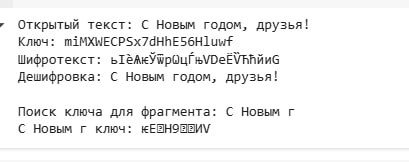 Открытый текст: С Новым годом, друзья!
Ключ: miMXWECPSx7dHhE56Hluwf
Шифротекст:
Дешифровка: С Новым годом, друзья!
Поиск ключа для фрагмента: С Новым г
С Новым г ключ: